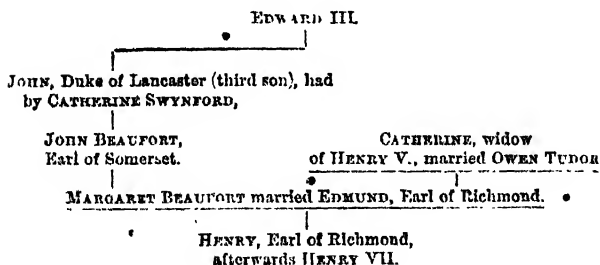 EDWARD III.
JOHN, Duke of Lancaster (third son), had
by CATHERINE SWYNFORD,
JOHN BEAUFORT,
Earl of Somerset.
CATHERINE, widow
of HENRY V., married OWEN TUDOR
MARGARET BEAUFORT married EDMUND, Earl of Richmond.
HENRY, Earl of Richmond,
afterwards HENRY VII.